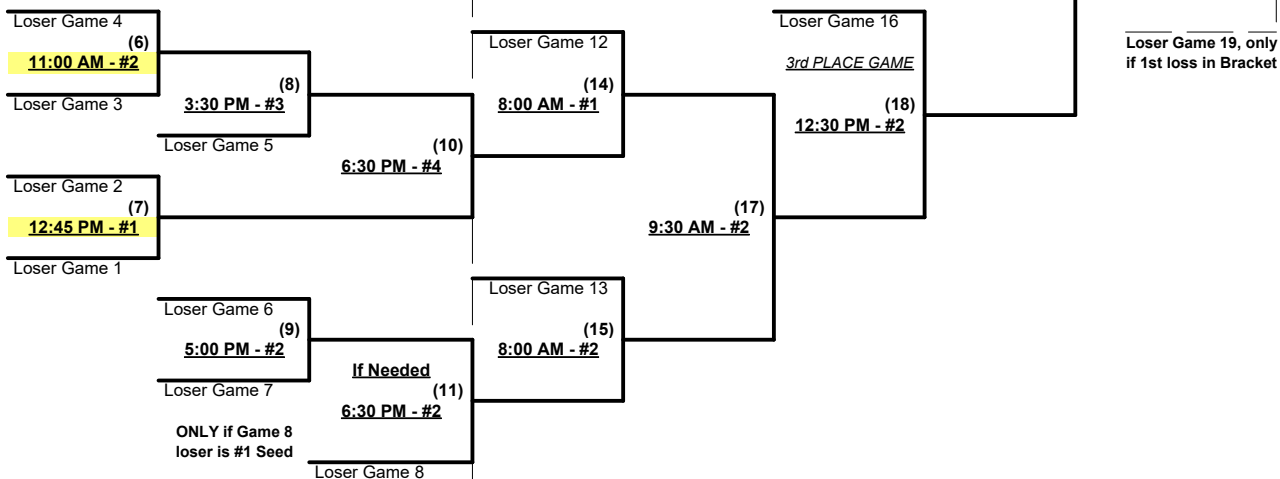 Loser Game 4
(6)
11:00 AM - #2
Loser Game 3
(8)
3:30 PM - #3
Loser Game 5
(10)
6:30 PM - #4
Loser Game 2
(7)
12:45 PM - #1
Loser Game 1
Loser Game 6
(9)
5:00 PM - #2
Loser Game 7
ONLY if Game 8
loser is #1 Seed
If Needed
(11)
6:30 PM - #2
Loser Game 8
Loser Game 12
(14)
8:00 AM - #1
Loser Game 13
(15)
8:00 AM - #2
(17)
9:30 AM - #2
Loser Game 16
3rd PLACE GAME
(18)
12:30 PM - #2
Loser Game 19, only
if 1st loss in Bracket